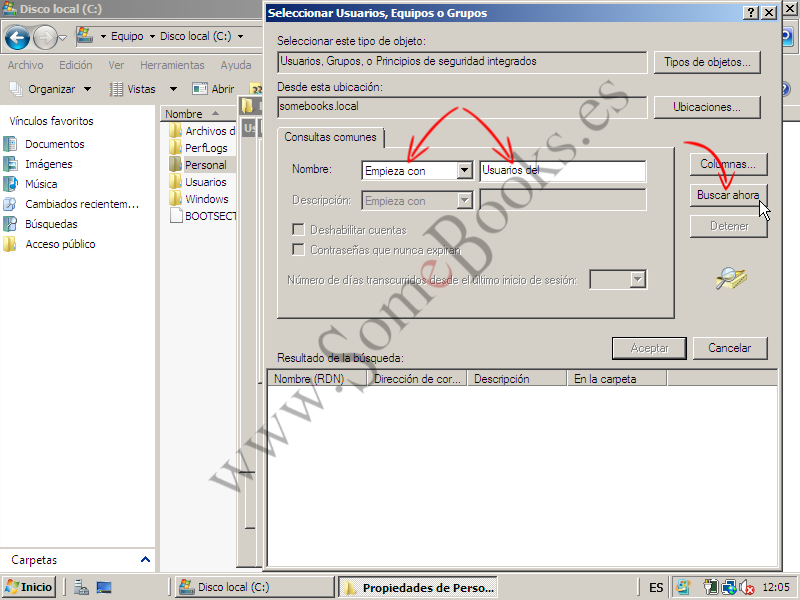 Disco local (C:)
Equipo
Disco local (C:)
Archivo Edición Ver Herramientas Ayuda
Organizar Vistas Abrir
Vínculos favoritos
Documentos
Imágenes
Música
Cambiados recientem...
Búsquedas
Acceso público
Carpetas
Nombre
Archivos d
PerfLogs
Personal
Usuarios
Windows
BOOTSECT
Us
Seleccionar Usuarios, Equipos o Grupos
Seleccionar este tipo de objeto:
Usuarios, Grupos, o Principios de seguridad integrados
Tipos de objetos...
Desde esta ubicación:
somebooks.local
Ubicaciones...
Consultas comunes
Nombre: Empieza con Usuarios del
Descripción: Empieza con
Deshabilitar cuentas
Contraseñas que nunca expiran
Número de días transcurridos desde el último inicio de sesión:
Columnas...
Buscar ahora
Detener
Aceptar
Cancelar
Resultado de la búsqueda:
Nombre (RDN) Dirección de cor... Descripción En la carpeta
www.SomeBooks.es
Inicio
Disco local (C:)
Propiedades de Perso...
ES
12:05